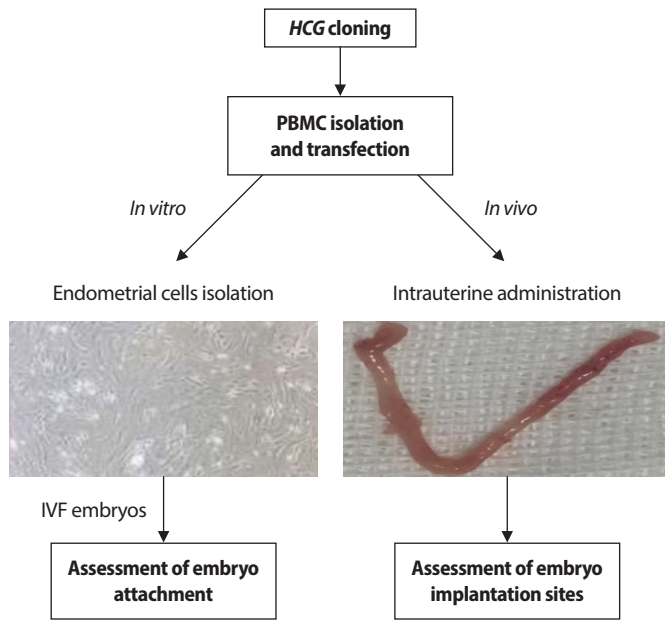 HCG cloning
PBMC isolation
and transfection
In vitro
In vivo
Endometrial cells isolation
Intrauterine administration
IVF embryos
Assessment of embryo
attachment
Assessment of embryo
implantation sites